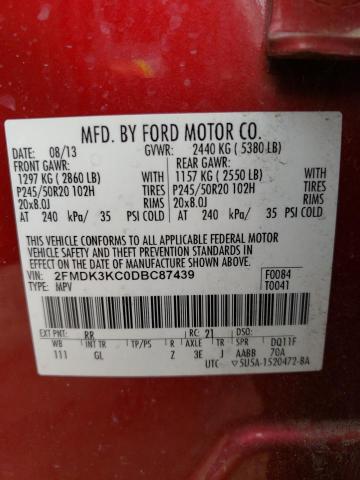 MFD. BY FORD MOTOR CO.
DATE: 08/13 GVWR: 2440 KG ( 5380 LB)
FRONT GAWR: REAR GAWR:
1297 KG ( 2860 LB) 1157 KG ( 2550 LB)
P245/50R20 102H TIRES P245/50R20 102H TIRES
20x8.0J RIMS 20x8.0J RIMS
AT 240 kPa/ 35 PSI COLD AT 240 kPa/ 35 PSI COLD
THIS VEHICLE CONFORMS TO ALL APPLICABLE FEDERAL MOTOR
VEHICLE SAFETY AND THEFT PREVENTION STANDARDS IN EFFECT ON
THE DATE OF MANUFACTURE SHOWN ABOVE.
VIN: 2FMDK3KC0DBC87439 F0084
TYPE: MPV T0041
EXT PNT: RR RC: 21 DSO:
WB INT TR TP/PS R AXLE TR SPR DQ11F
111 GL Z 3E J AABB 70A
UTC 5U5A-1520472-BA